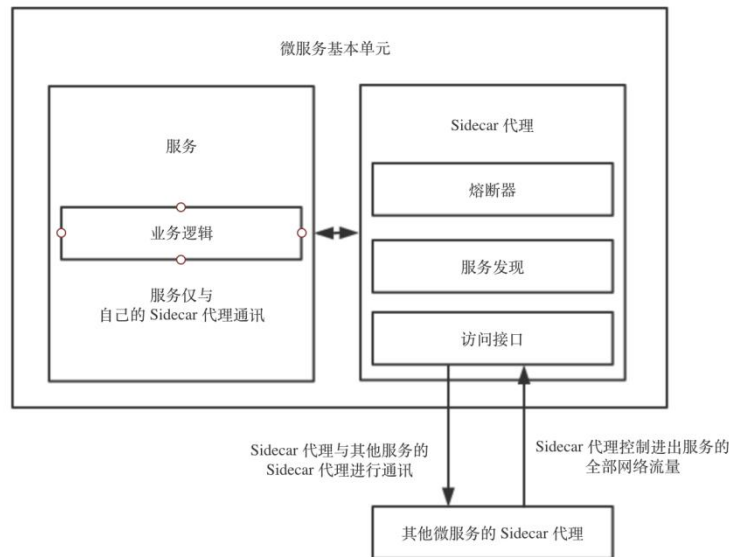 微服务基本单元
服务
业务逻辑
服务仅与
自己的 Sidecar 代理通讯
Sidecar 代理
熔断器
服务发现
访问接口
Sidecar 代理与其他服务的
Sidecar 代理进行通讯
Sidecar 代理控制进出服务的
全部网络流量
其他微服务的 Sidecar 代理